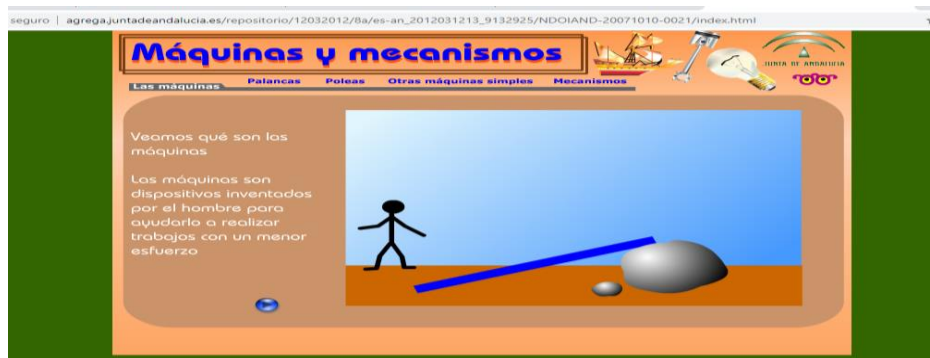 seguro | agrega.juntadeandalucia.es/repositorio/12032012/8a/es-an_2012031213_9132925/NDOIAND-20071010-0021/index.html
Máquinas y mecanismos
JUNTA DE ANDALUCIA
Las máquinas Palancas Poleas Otras máquinas simples Mecanismos
Veamos qué son las
máquinas
Las máquinas son
dispositivos inventados
por el hombre para
ayudarlo a realizar
trabajos con un menor
esfuerzo